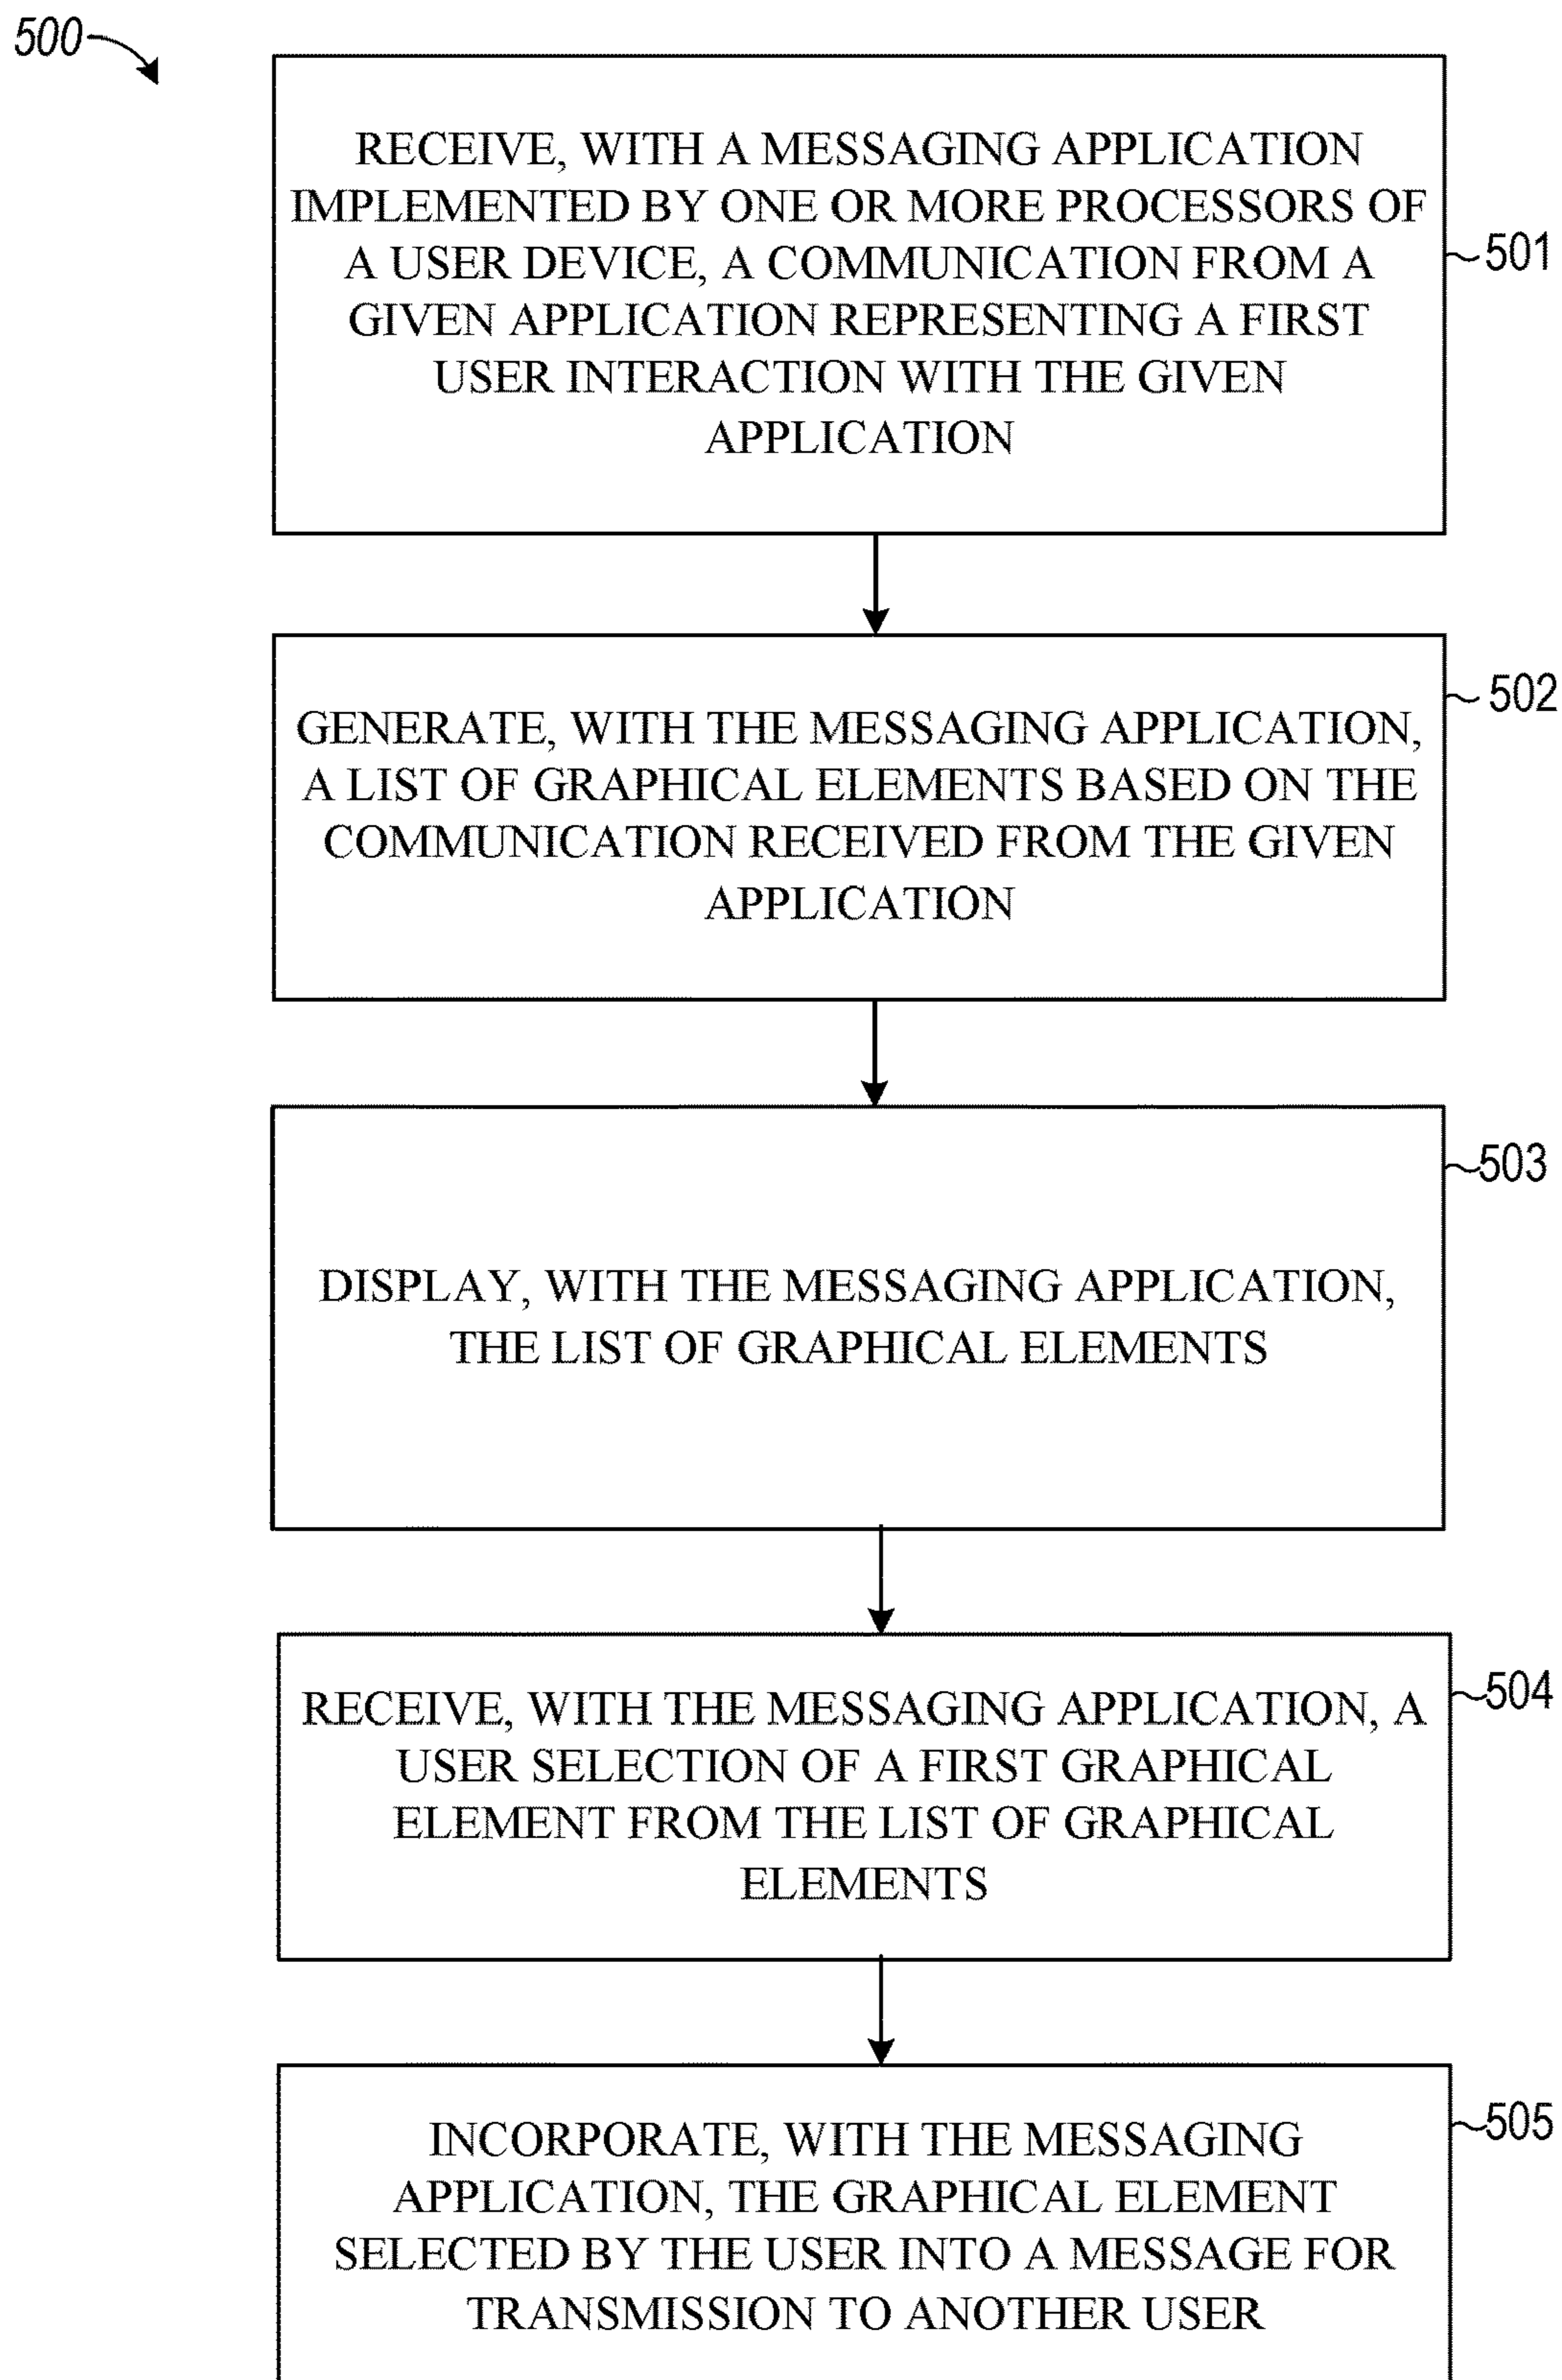 500
RECEIVE, WITH A MESSAGING APPLICATION
IMPLEMENTED BY ONE OR MORE PROCESSORS OF
A USER DEVICE, A COMMUNICATION FROM A
GIVEN APPLICATION REPRESENTING A FIRST
USER INTERACTION WITH THE GIVEN
APPLICATION
501
GENERATE, WITH THE MESSAGING APPLICATION,
A LIST OF GRAPHICAL ELEMENTS BASED ON THE
COMMUNICATION RECEIVED FROM THE GIVEN
APPLICATION
502
DISPLAY, WITH THE MESSAGING APPLICATION,
THE LIST OF GRAPHICAL ELEMENTS
503
RECEIVE, WITH THE MESSAGING APPLICATION, A
USER SELECTION OF A FIRST GRAPHICAL
ELEMENT FROM THE LIST OF GRAPHICAL
ELEMENTS
504
INCORPORATE, WITH THE MESSAGING
APPLICATION, THE GRAPHICAL ELEMENT
SELECTED BY THE USER INTO A MESSAGE FOR
TRANSMISSION TO ANOTHER USER
505